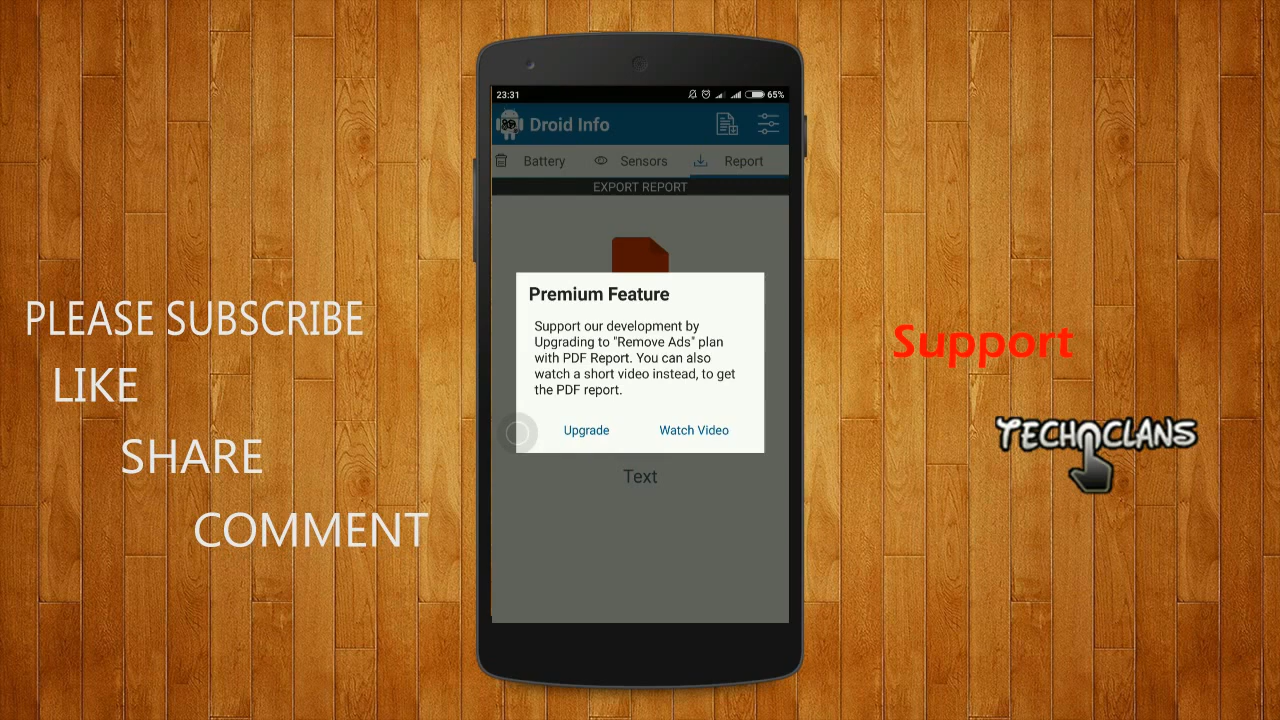 23:31
65%
Droid Info
Battery
Sensors
Report
EXPORT REPORT
Premium Feature
Support our development by
Upgrading to "Remove Ads" plan
with PDF Report. You can also
watch a short video instead, to get
the PDF report.
Upgrade
Watch Video
Text
PLEASE SUBSCRIBE
LIKE
SHARE
COMMENT
Support
TECHOCLANS